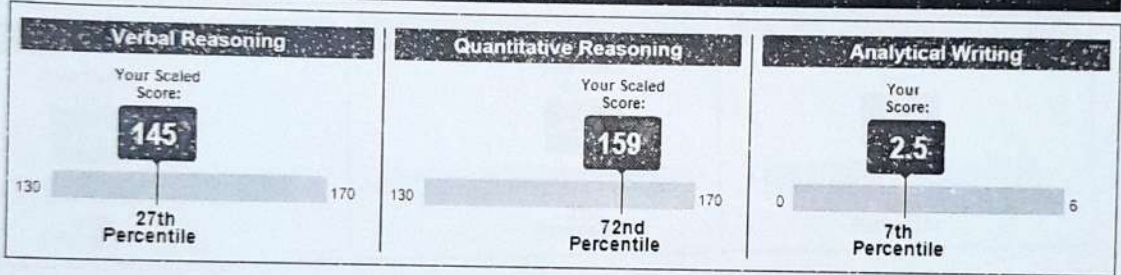 Verbal Reasoning
Your Scaled
Score:
145
130
170
27th
Percentile
Quantitative Reasoning
Your Scaled
Score:
159
130
170
72nd
Percentile
Analytical Writing
Your
Score:
2.5
0
6
7th
Percentile